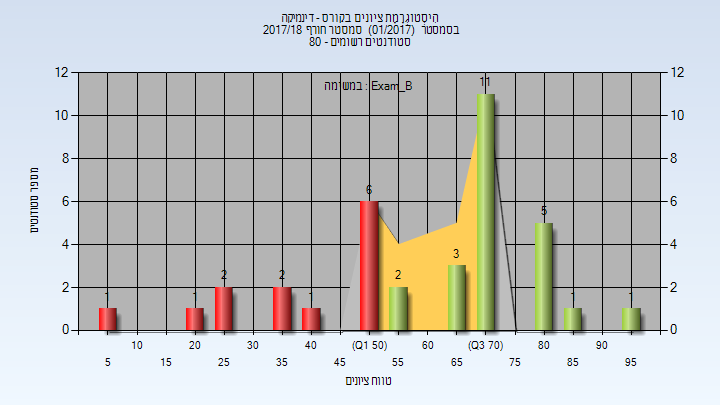 הִיסְטוֹגְרָמַת ציונים בקורס - דינמיקה
בסמסטר (01/2017) סמסטר חורף 2017/18
סטודנטים רשומים - 80
במשימה : Exam_B
מספר סטודנטים
12 12
10 10
8 8
6 6
4 4
2 2
0 0
1 1 2 2 1 6 2 3 11 5 1 1
10 20 30 40 (Q1 50) 60 (Q3 70) 80 90
5 15 25 35 45 55 65 75 85 95
טווח ציונים